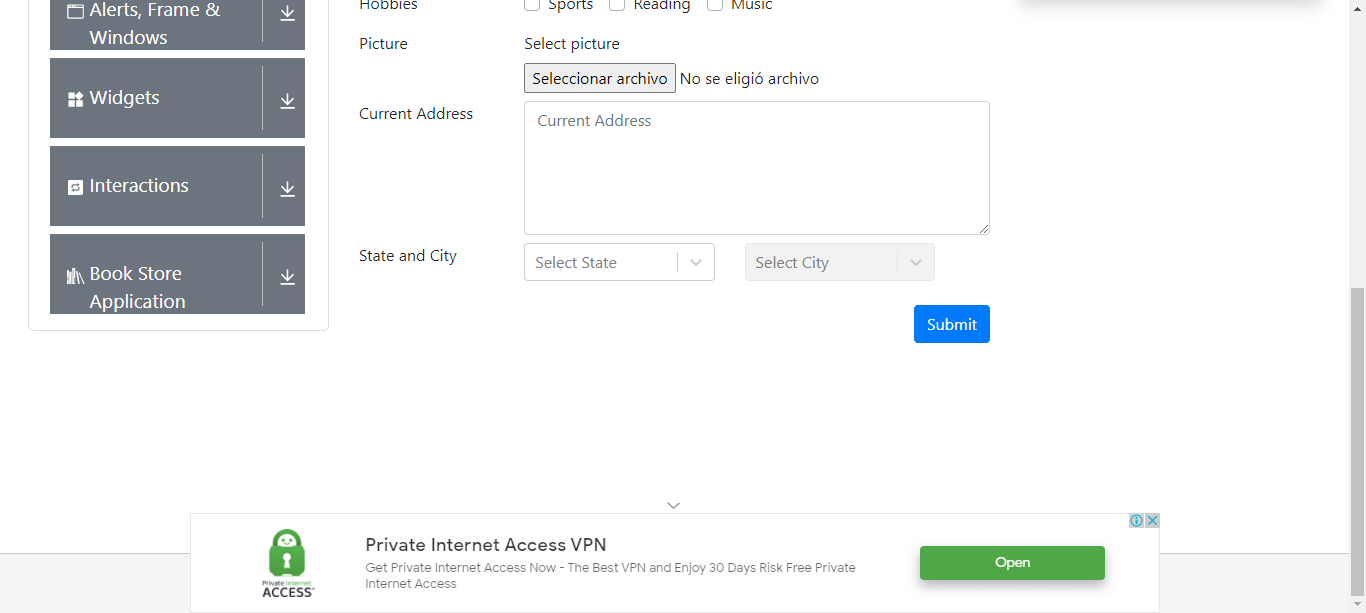 Alerts, Frame &
Windows
Widgets
Interactions
Book Store
Application
Hobbies
Sports Reading Music
Picture Select picture
Seleccionar archivo No se eligió archivo
Current Address Current Address
State and City Select State Select City
Submit
Private Internet
ACCESS
Private Internet Access VPN
Get Private Internet Access Now - The Best VPN and Enjoy 30 Days Risk Free Private
Internet Access
Open